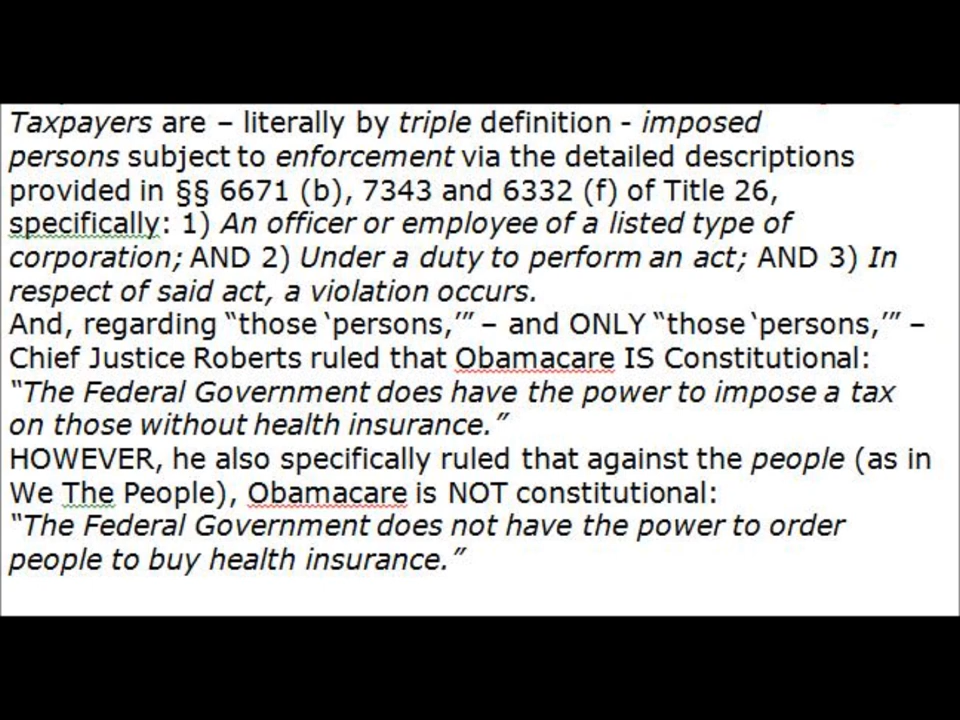 Taxpayers are – literally by triple definition - imposed
persons subject to enforcement via the detailed descriptions
provided in §§ 6671 (b), 7343 and 6332 (f) of Title 26,
specifically: 1) An officer or employee of a listed type of
corporation; AND 2) Under a duty to perform an act; AND 3) In
respect of said act, a violation occurs.
And, regarding “those ‘persons,’” – and ONLY “those ‘persons,’” –
Chief Justice Roberts ruled that Obamacare IS Constitutional:
“The Federal Government does have the power to impose a tax
on those without health insurance.”
HOWEVER, he also specifically ruled that against the people (as in
We The People), Obamacare is NOT constitutional:
“The Federal Government does not have the power to order
people to buy health insurance.”